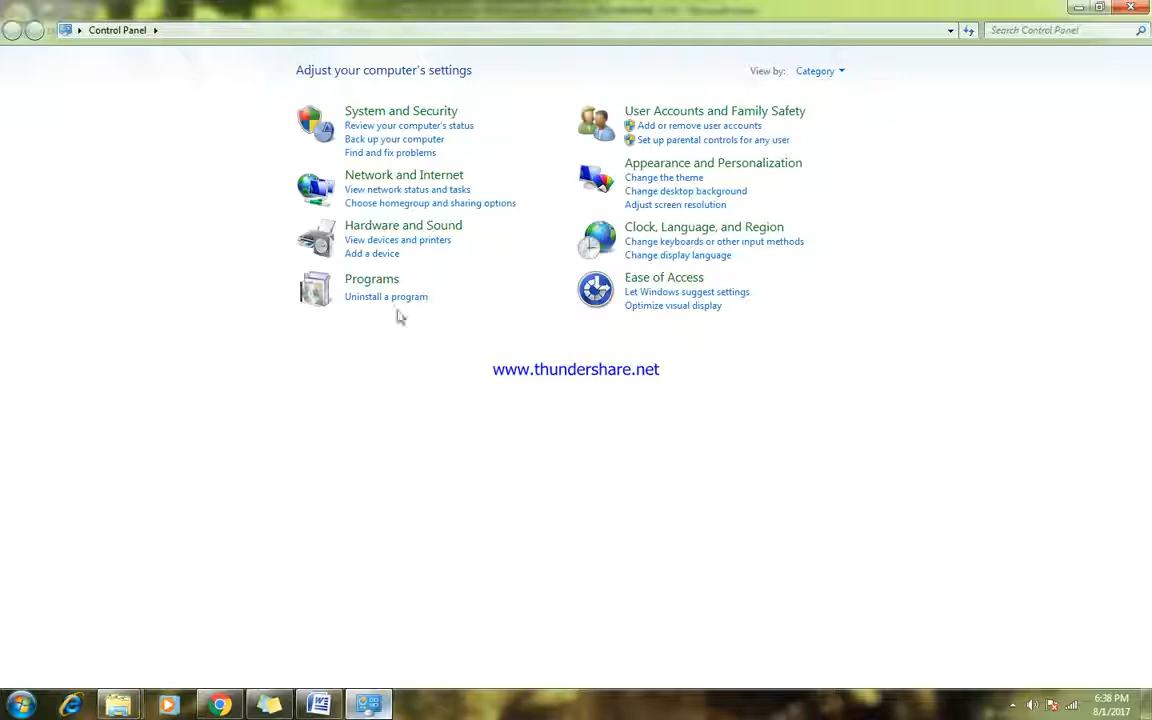 Control Panel
Search Control Panel
Adjust your computer's settings
View by: Category
System and Security
Review your computer's status
Back up your computer
Find and fix problems
Network and Internet
View network status and tasks
Choose homegroup and sharing options
Hardware and Sound
View devices and printers
Add a device
Programs
Uninstall a program
User Accounts and Family Safety
Add or remove user accounts
Set up parental controls for any user
Appearance and Personalization
Change the theme
Change desktop background
Adjust screen resolution
Clock, Language, and Region
Change keyboards or other input methods
Change display language
Ease of Access
Let Windows suggest settings
Optimize visual display
www.thundershare.net
6:38 PM
8/1/2017